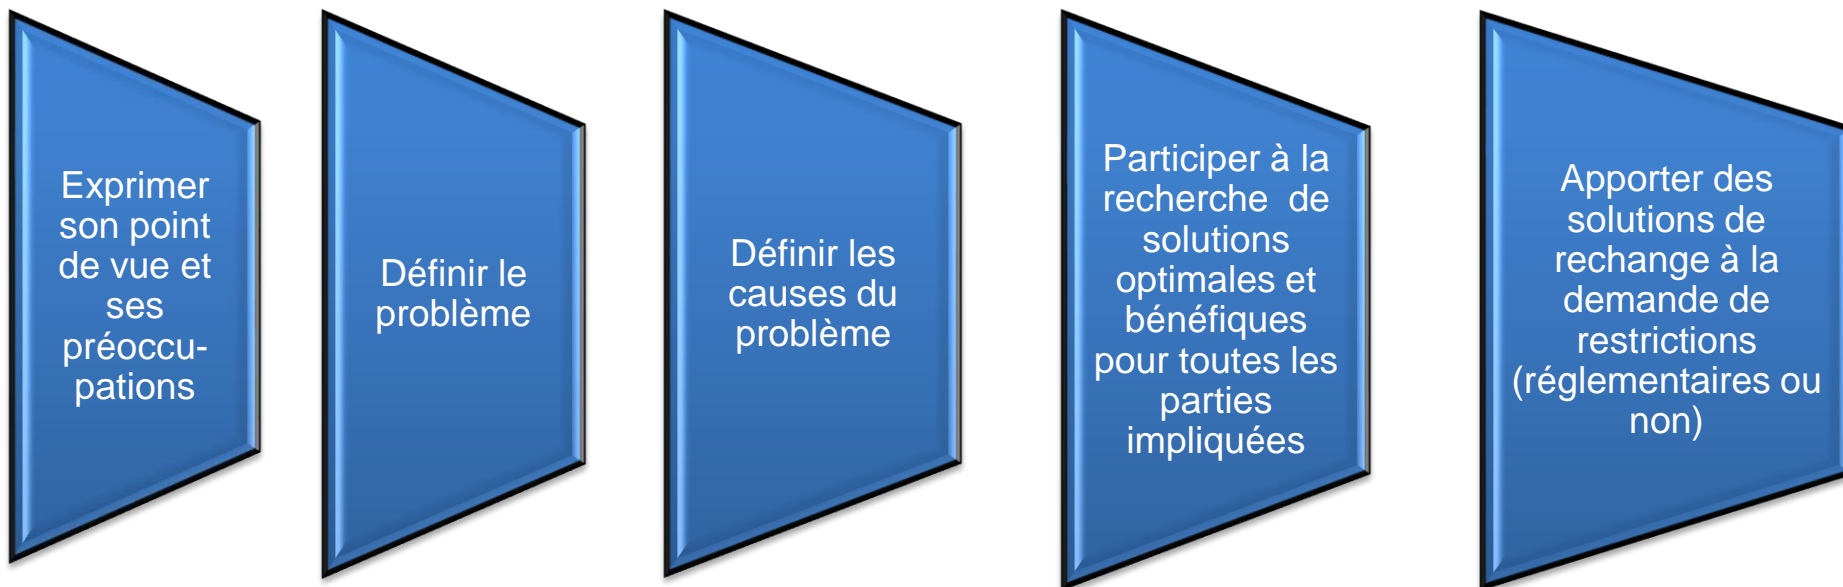 Exprimer
son point
de vue et
ses
préoccu-
pations
Définir le
problème
Définir les
causes du
problème
Participer à la
recherche de
solutions
optimales et
bénéfiques
pour toutes les
parties
impliquées
Apporter des
solutions de
rechange à la
demande de
restrictions
(réglementaires ou
non)